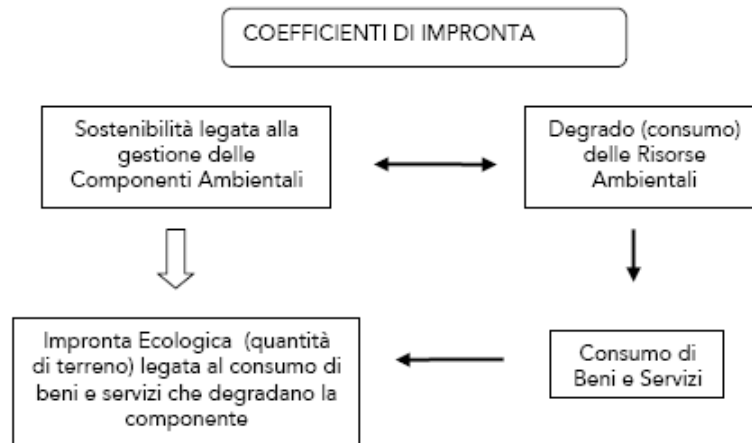 COEFFICIENTI DI IMPRONTA
Sostenibilità legata alla
gestione delle
Componenti Ambientali
Degrado (consumo)
delle Risorse
Ambientali
Impronta Ecologica (quantità
di terreno) legata al consumo di
beni e servizi che degradano la
componente
Consumo di
Beni e Servizi